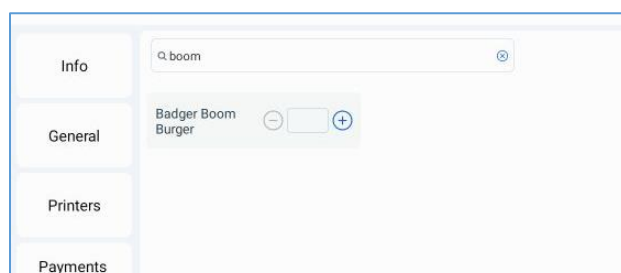 Info
General
Printers
Payments
boom
Badger Boom
Burger